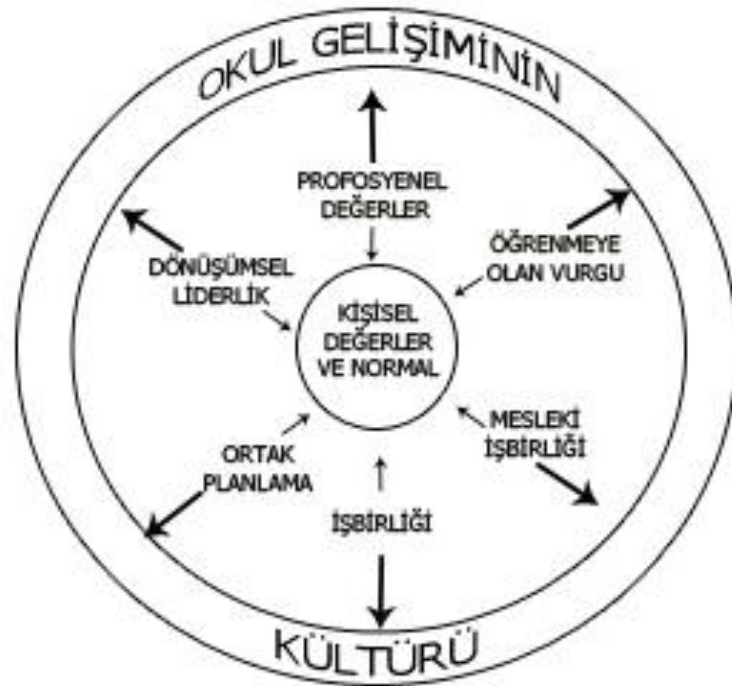 OKUL GELİŞİMİNİN
PROFOSYENEL
DEĞERLER
DÖNÜŞÜMSEL
LİDERLİK
ÖĞRENMEYE
OLAN VURGU
KİŞİSEL
DEĞERLER
VE NORMAL
ORTAK
PLANLAMA
MESLEKİ
İŞBİRLİĞİ
İŞBİRLİĞİ
KÜLTÜRÜ